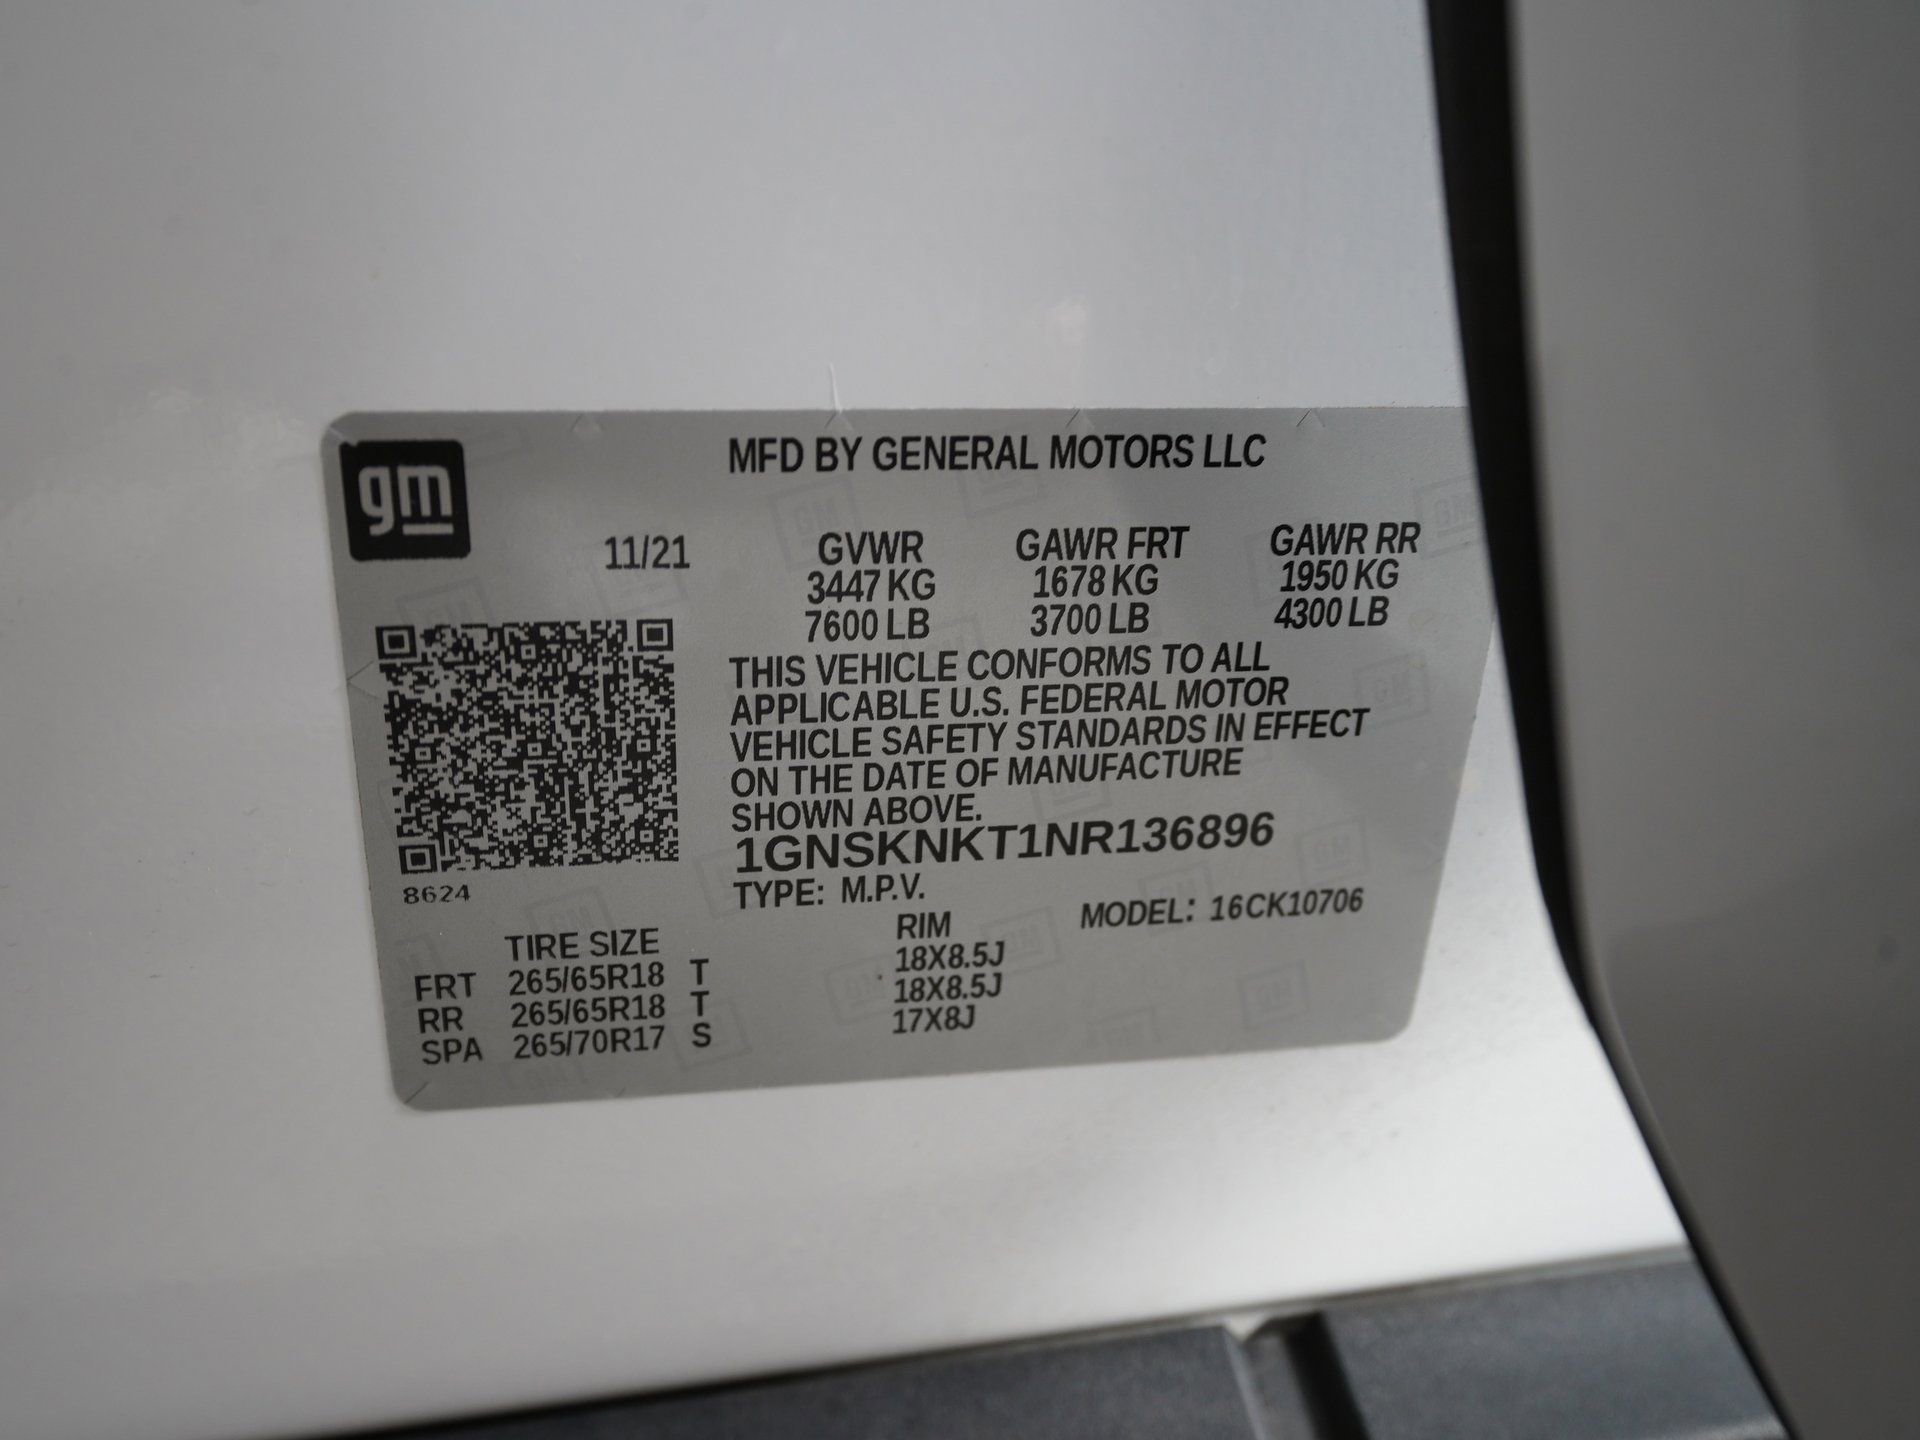 gm
MFD BY GENERAL MOTORS LLC
11/21 GVWR GAWR FRT GAWR RR
3447 KG 1678 KG 1950 KG
7600 LB 3700 LB 4300 LB
THIS VEHICLE CONFORMS TO ALL
APPLICABLE U.S. FEDERAL MOTOR
VEHICLE SAFETY STANDARDS IN EFFECT
ON THE DATE OF MANUFACTURE
SHOWN ABOVE.
1GNSKNKT1NR136896
8624
TYPE: M.P.V.
MODEL: 16CK10706
TIRE SIZE RIM
FRT 265/65R18 T 18X8.5J
RR 265/65R18 T 18X8.5J
SPA 265/70R17 S 17X8J